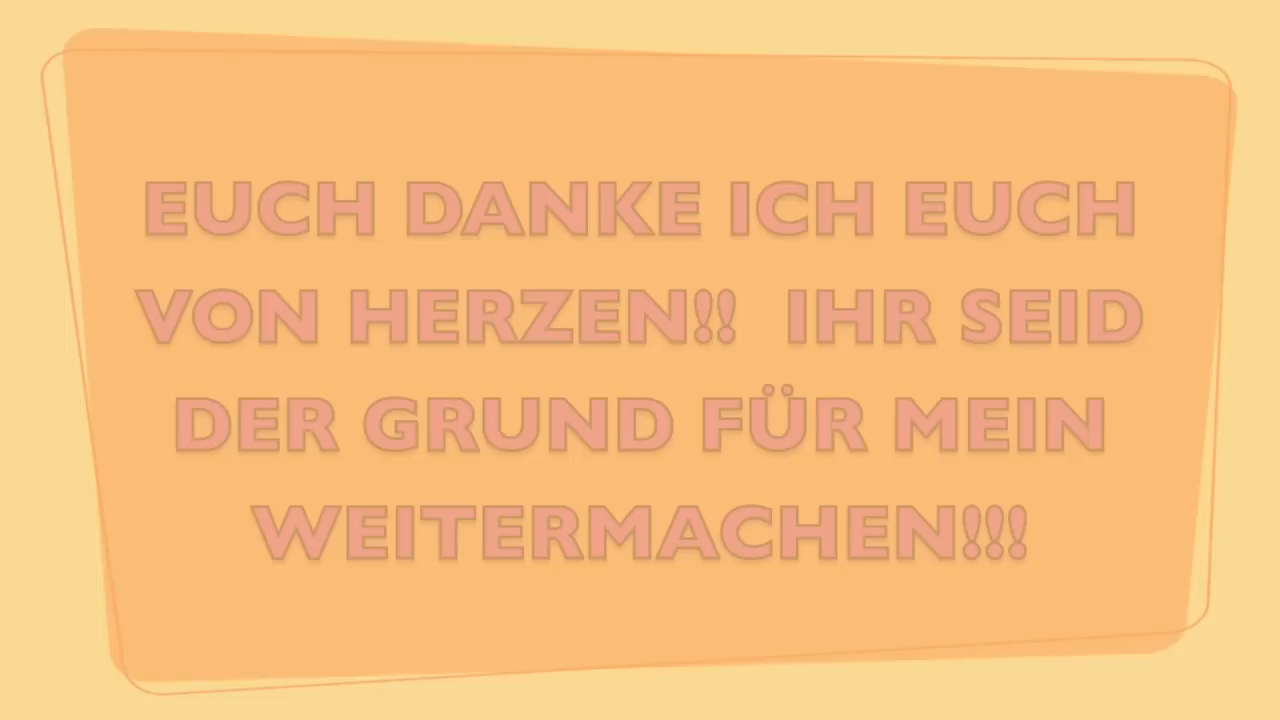 EUCH DANKE ICH EUCH
VON HERZEN!! IHR SEID
DER GRUND FÜR MEIN
WEITERMACHEN!!!